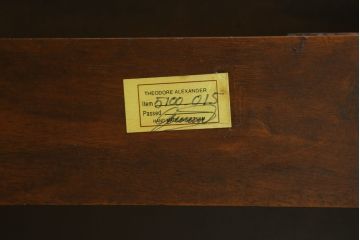 THEODORE ALEXANDER
Item 5100 015
Passed